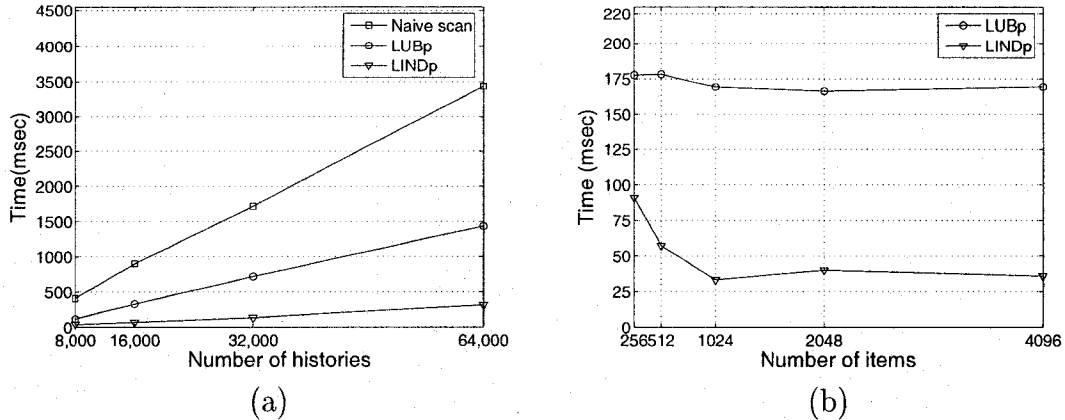 4500
4000
3500
3000
2500
2000
1500
1000
500
0
Time(msec)
Naive scan
LUBp
LINDp
8,000 16,000 32,000 64,000
Number of histories
(a)
220
200
175
150
125
100
75
50
25
0
Time (msec)
LUBp
LINDp
256 512 1024 2048 4096
Number of items
(b)